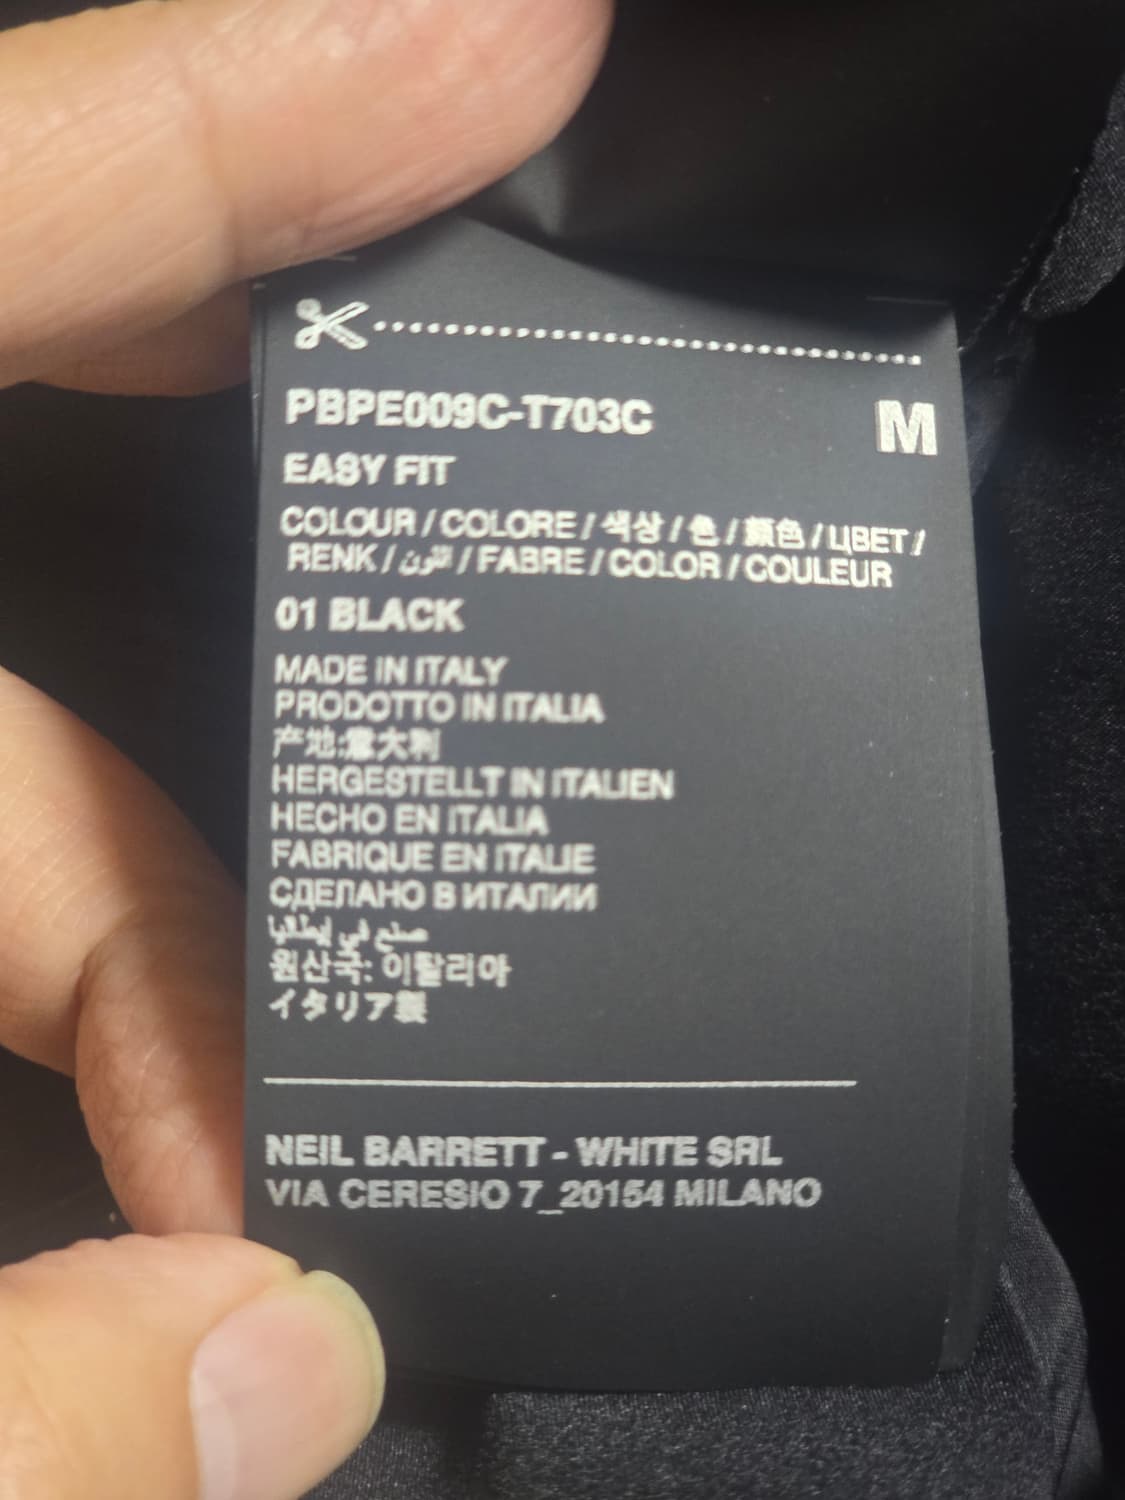 PBPE009C-T703C
M
EASY FIT
COLOUR / COLORE / 색상 / 色 / 顏色 / ЦВЕТ /
RENK / اللون / FABRE / COLOR / COULEUR
01 BLACK
MADE IN ITALY
PRODOTTO IN ITALIA
产地:意大利
HERGESTELLT IN ITALIEN
HECHO EN ITALIA
FABRIQUE EN ITALIE
СДЕЛАНО В ИТАЛИИ
صنع في إيطاليا
원산국: 이탈리아
イタリア製
NEIL BARRETT - WHITE SRL
VIA CERESIO 7_20154 MILANO